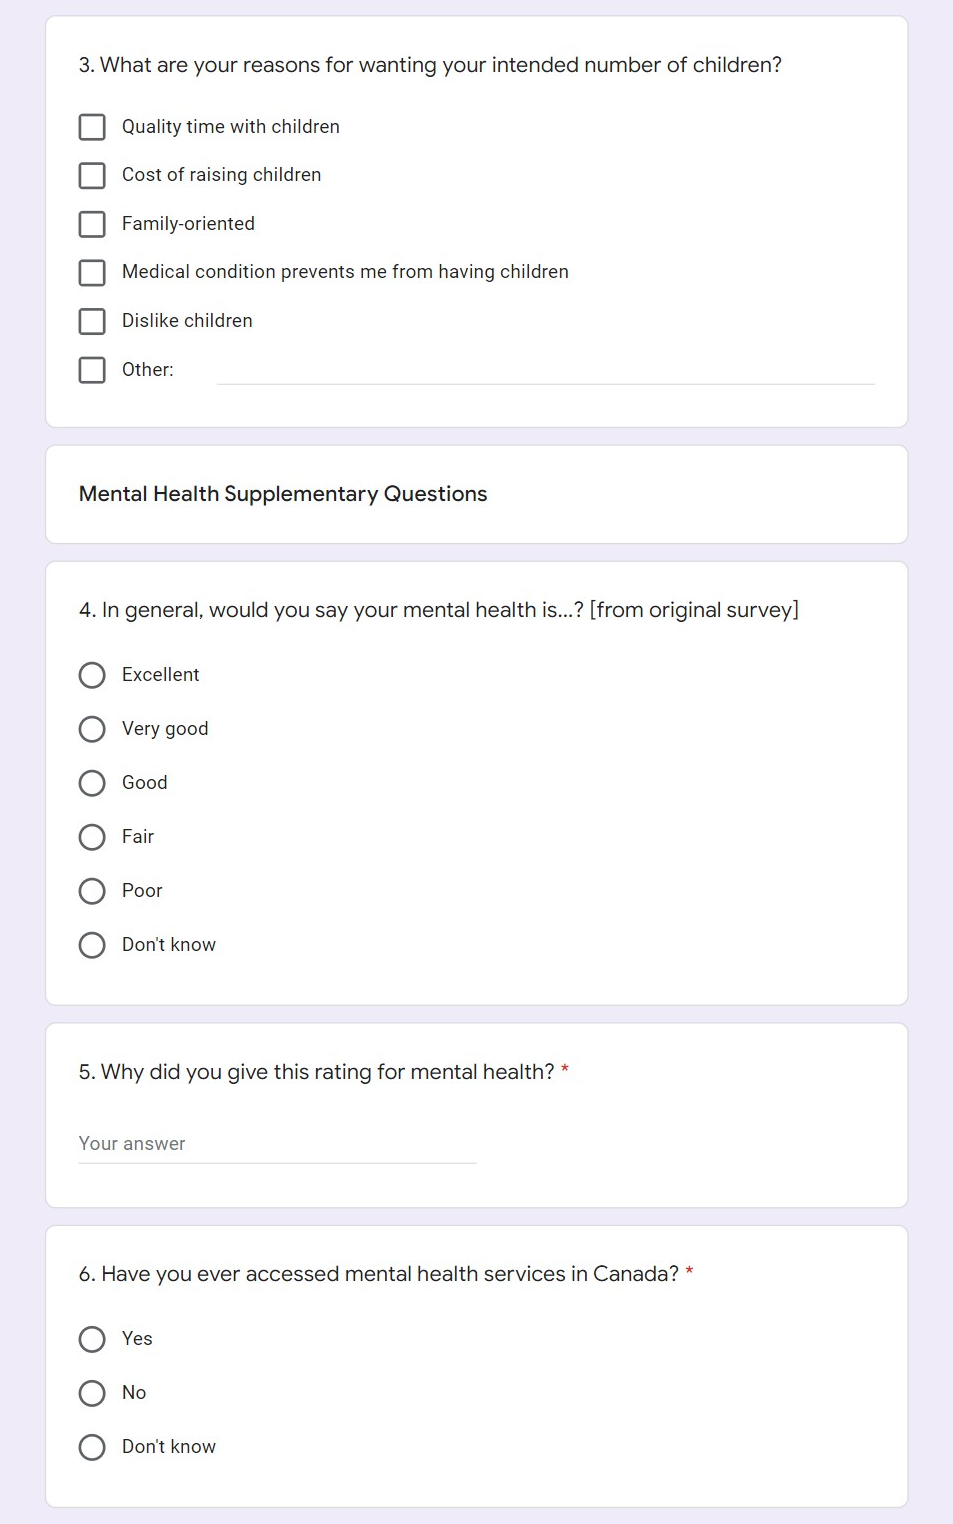 3. What are your reasons for wanting your intended number of children?
Quality time with children
Cost of raising children
Family-oriented
Medical condition prevents me from having children
Dislike children
Other:
Mental Health Supplementary Questions
4. In general, would you say your mental health is...? [from original survey]
Excellent
Very good
Good
Fair
Poor
Don't know
5. Why did you give this rating for mental health? *
Your answer
6. Have you ever accessed mental health services in Canada? *
Yes
No
Don't know